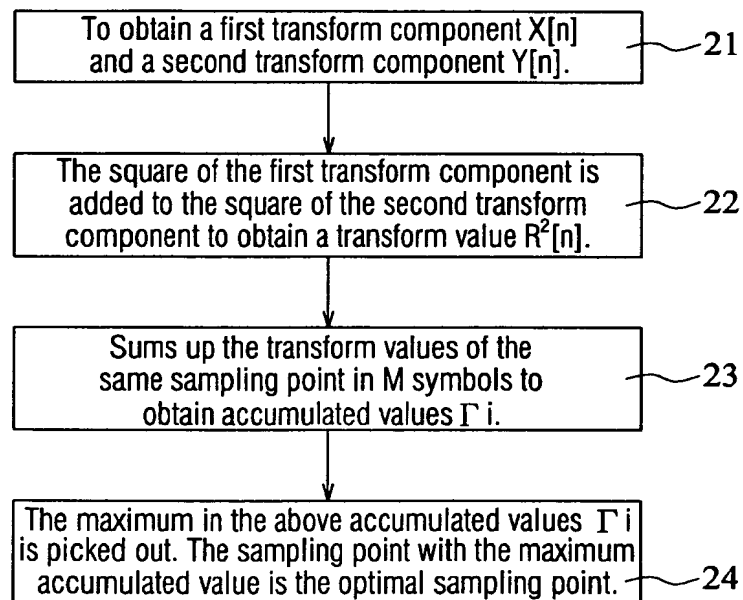 To obtain a first transform component X[n]
and a second transform component Y[n].
21
The square of the first transform component is
added to the square of the second transform
component to obtain a transform value R²[n].
22
Sums up the transform values of the
same sampling point in M symbols to
obtain accumulated values Γ i.
23
The maximum in the above accumulated values Γ i
is picked out. The sampling point with the maximum
accumulated value is the optimal sampling point.
24